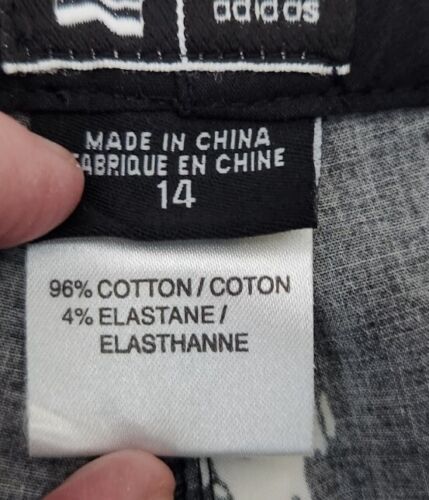 adidas
MADE IN CHINA
FABRIQUE EN CHINE
14
96% COTTON / COTON
4% ELASTANE /
ELASTHANNE